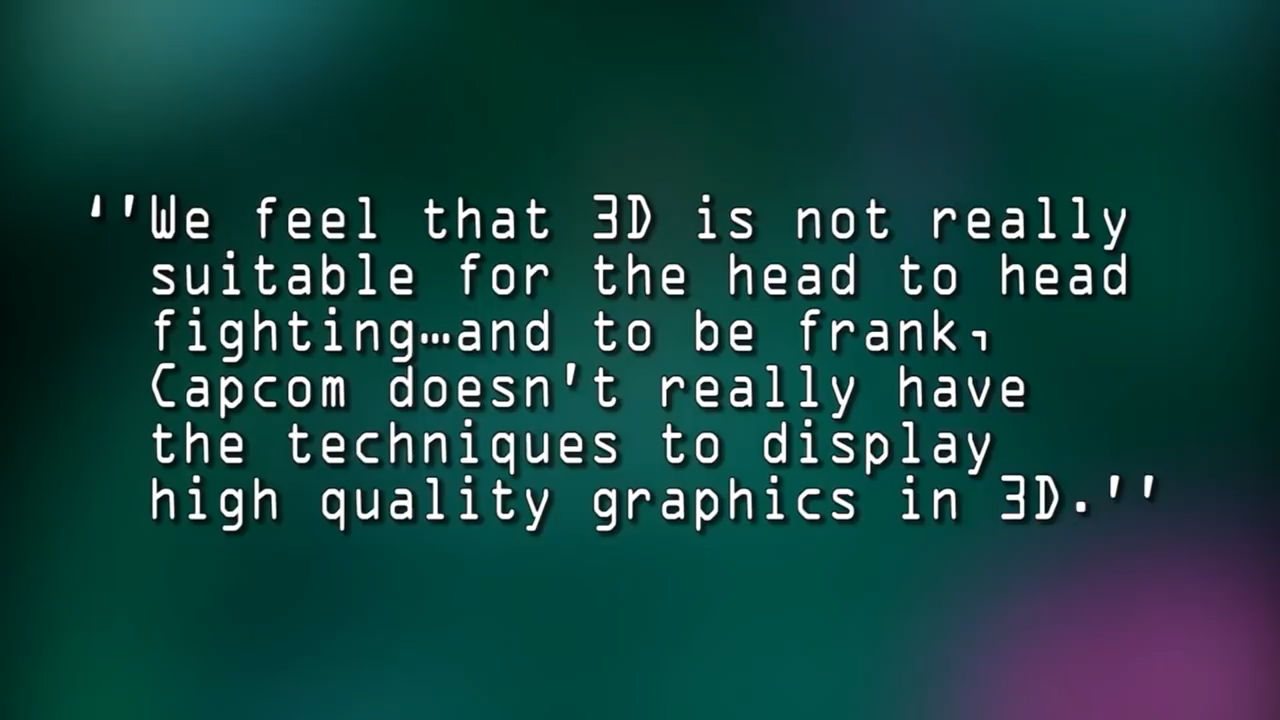 ‘'We feel that 3D is not really
suitable for the head to head
fighting…and to be frank,
Capcom doesn't really have
the techniques to display
high quality graphics in 3D.''